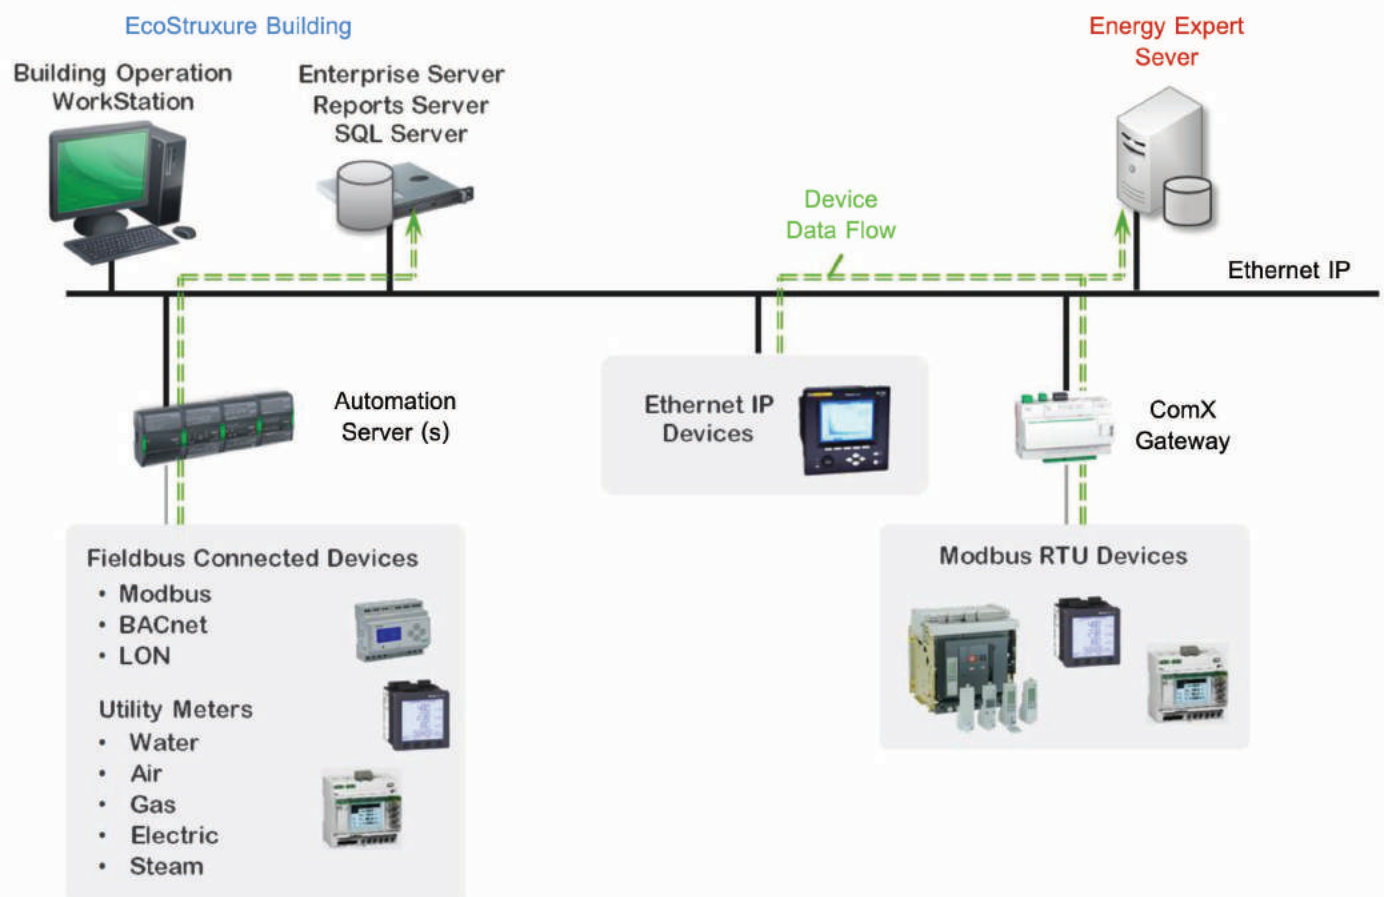 EcoStruxure Building
Energy Expert
Sever
Building Operation
WorkStation
Enterprise Server
Reports Server
SQL Server
Device
Data Flow
Ethernet IP
Automation
Server (s)
Ethernet IP
Devices
ComX
Gateway
Fieldbus Connected Devices
• Modbus
• BACnet
• LON
Utility Meters
• Water
• Air
• Gas
• Electric
• Steam
Modbus RTU Devices